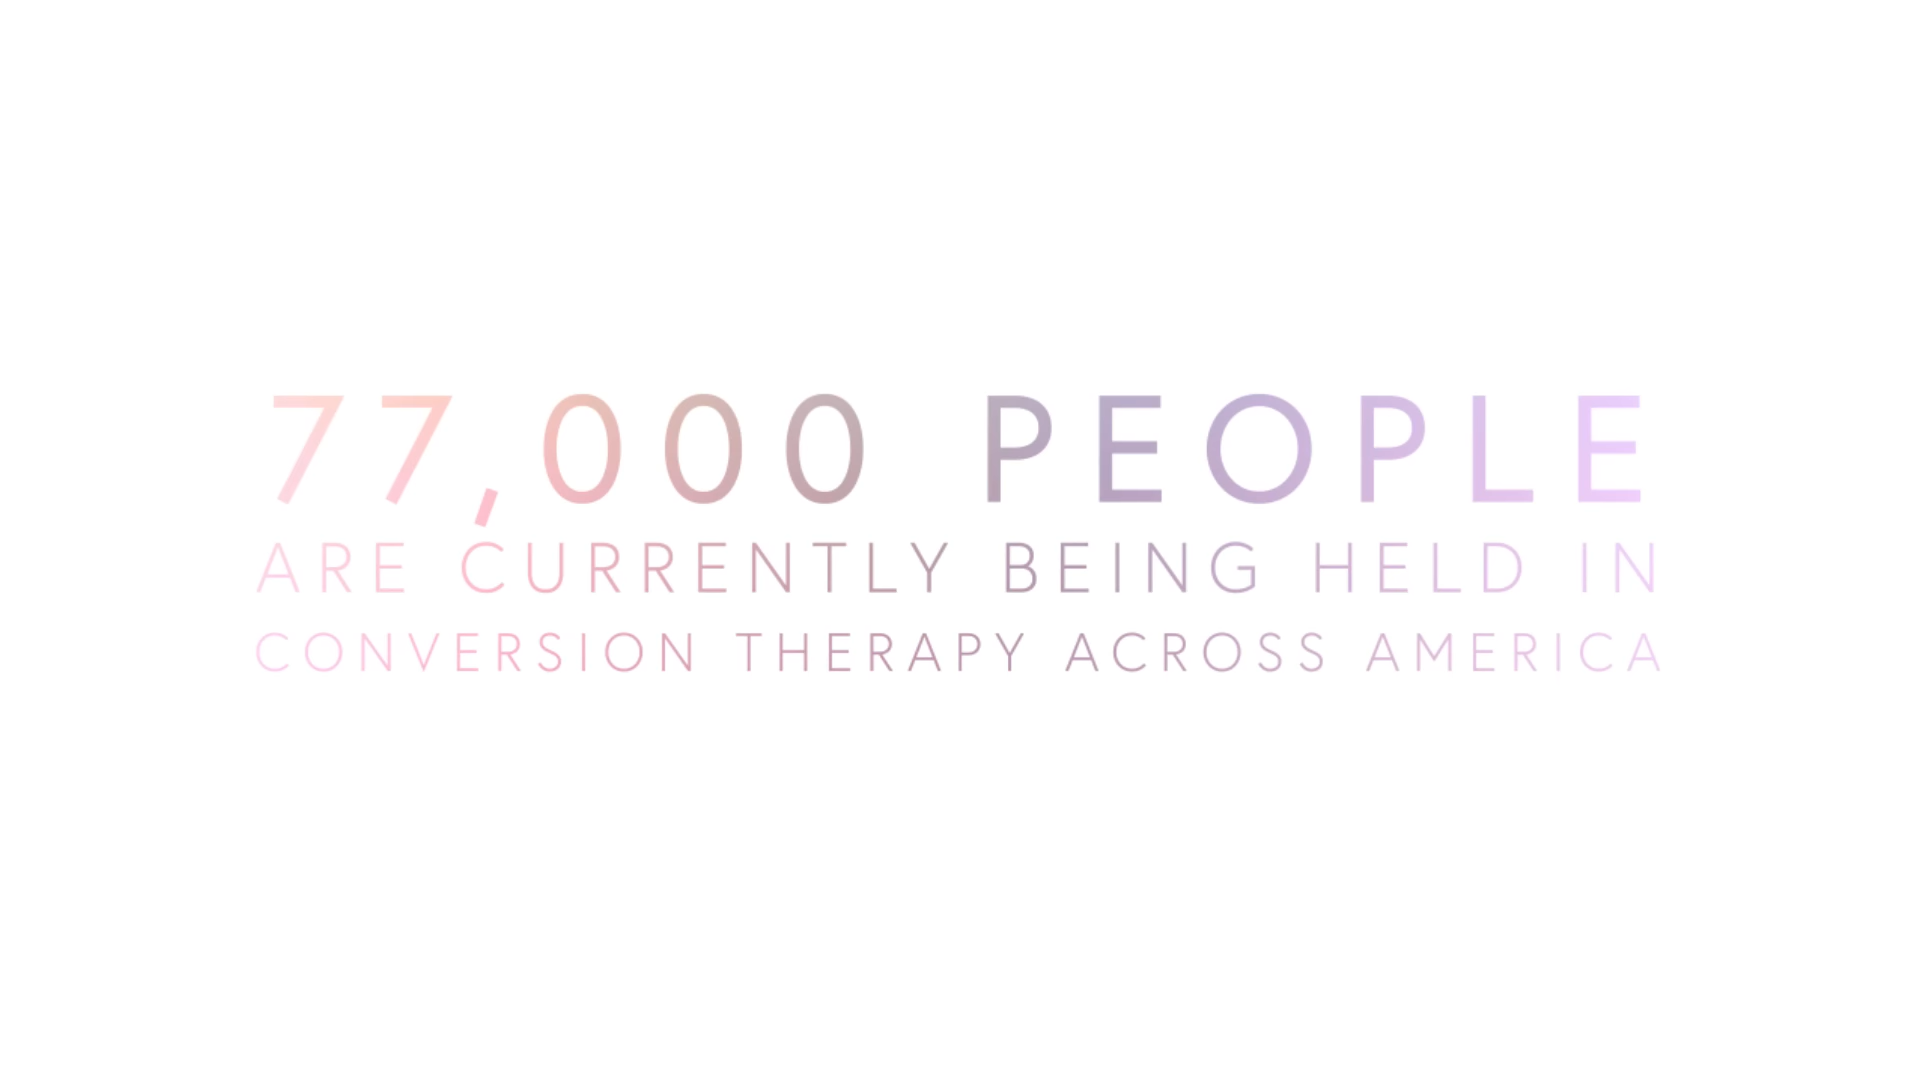 77,000 PEOPLE
ARE CURRENTLY BEING HELD IN
CONVERSION THERAPY ACROSS AMERICA